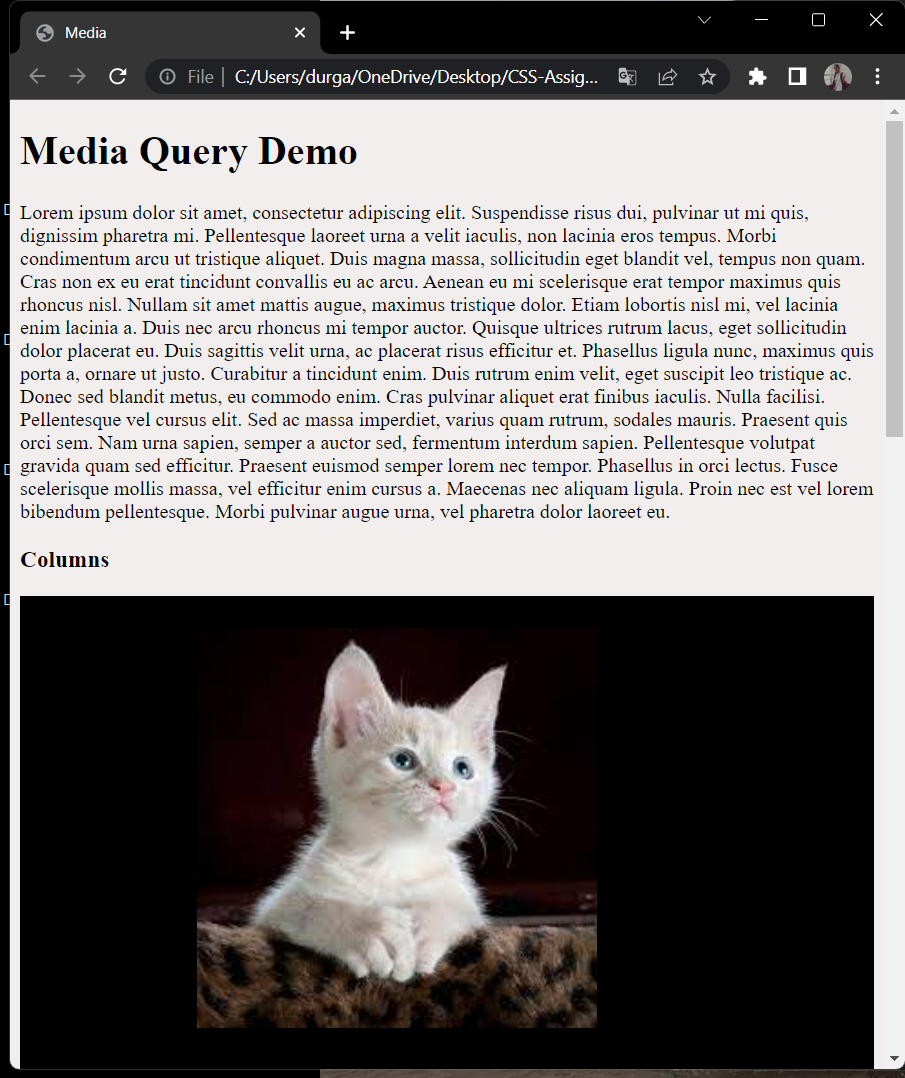 Media
File
C:/Users/durga/OneDrive/Desktop/CSS-Assig...
Media Query Demo
Lorem ipsum dolor sit amet, consectetur adipiscing elit. Suspendisse risus dui, pulvinar ut mi quis,
dignissim pharetra mi. Pellentesque laoreet urna a velit iaculis, non lacinia eros tempus. Morbi
condimentum arcu ut tristique aliquet. Duis magna massa, sollicitudin eget blandit vel, tempus non quam.
Cras non ex eu erat tincidunt convallis eu ac arcu. Aenean eu mi scelerisque erat tempor maximus quis
rhoncus nisl. Nullam sit amet mattis augue, maximus tristique dolor. Etiam lobortis nisl mi, vel lacinia
enim lacinia a. Duis nec arcu rhoncus mi tempor auctor. Quisque ultrices rutrum lacus, eget sollicitudin
dolor placerat eu. Duis sagittis velit urna, ac placerat risus efficitur et. Phasellus ligula nunc, maximus quis
porta a, ornare ut justo. Curabitur a tincidunt enim. Duis rutrum enim velit, eget suscipit leo tristique ac.
Donec sed blandit metus, eu commodo enim. Cras pulvinar aliquet erat finibus iaculis. Nulla facilisi.
Pellentesque vel cursus elit. Sed ac massa imperdiet, varius quam rutrum, sodales mauris. Praesent quis
orci sem. Nam urna sapien, semper a auctor sed, fermentum interdum sapien. Pellentesque volutpat
gravida quam sed efficitur. Praesent euismod semper lorem nec tempor. Phasellus in orci lectus. Fusce
scelerisque mollis massa, vel efficitur enim cursus a. Maecenas nec aliquam ligula. Proin nec est vel lorem
bibendum pellentesque. Morbi pulvinar augue urna, vel pharetra dolor laoreet eu.
Columns